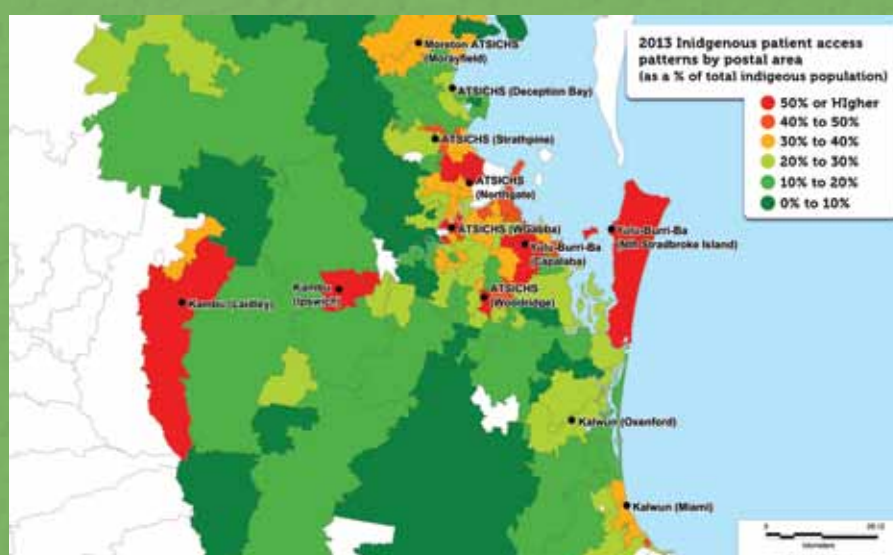 2013 Inidgenous patient access
patterns by postal area
(as a % of total indigeous population)
50% or HIgher
40% to 50%
30% to 40%
20% to 30%
10% to 20%
0% to 10%
Moreton ATSICHS
(Morayfield)
ATSICHS (Deception Bay)
ATSICHS (Strathpine)
ATSICHS
(Northgate)
ATSICHS (WGabba)
Yulu-Burri-Ba
(Capalaba)
Yulu-Burri-Ba
(Nth Stradbroke Island)
Kambu
(Ipswich)
Kambu (Laidley)
ATSICHS
(Woodridge)
Kalwun (Oxenford)
Kalwun (Miami)
0
kilometers